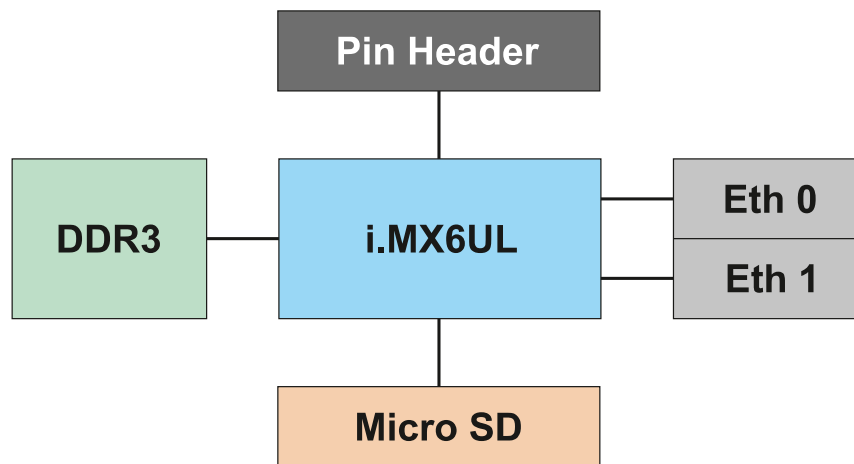 Pin Header
DDR3
i.MX6UL
Eth 0
Eth 1
Micro SD